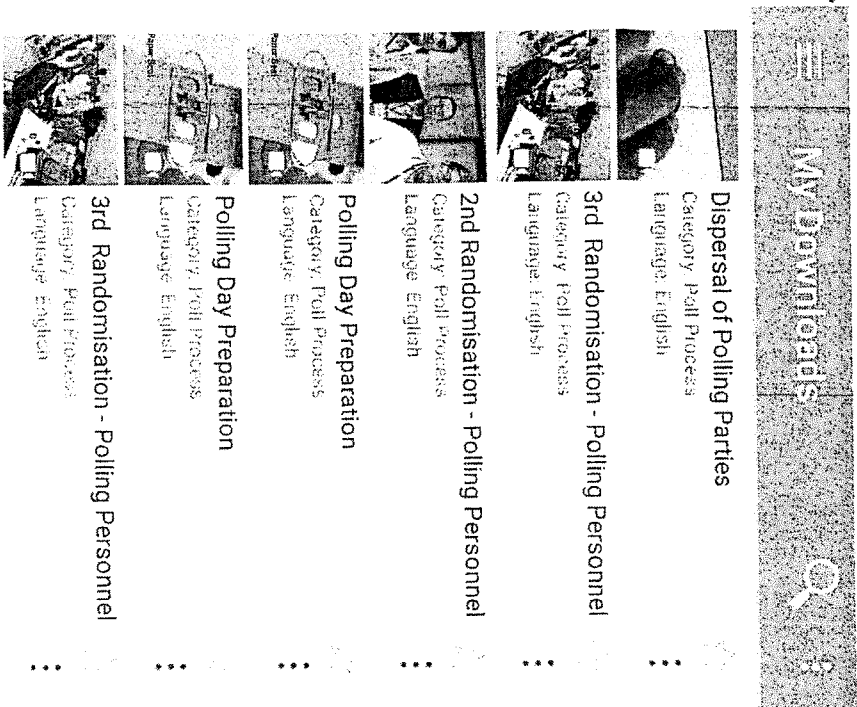 My Downloads
Dispersal of Polling Parties
Category: Poll Process
Language: English
3rd Randomisation - Polling Personnel
Category: Poll Process
Language: English
2nd Randomisation - Polling Personnel
Category: Poll Process
Language: English
Polling Day Preparation
Category: Poll Process
Language: English
Polling Day Preparation
Category: Poll Process
Language: English
3rd Randomisation - Polling Personnel
Category: Poll Process
Language: English